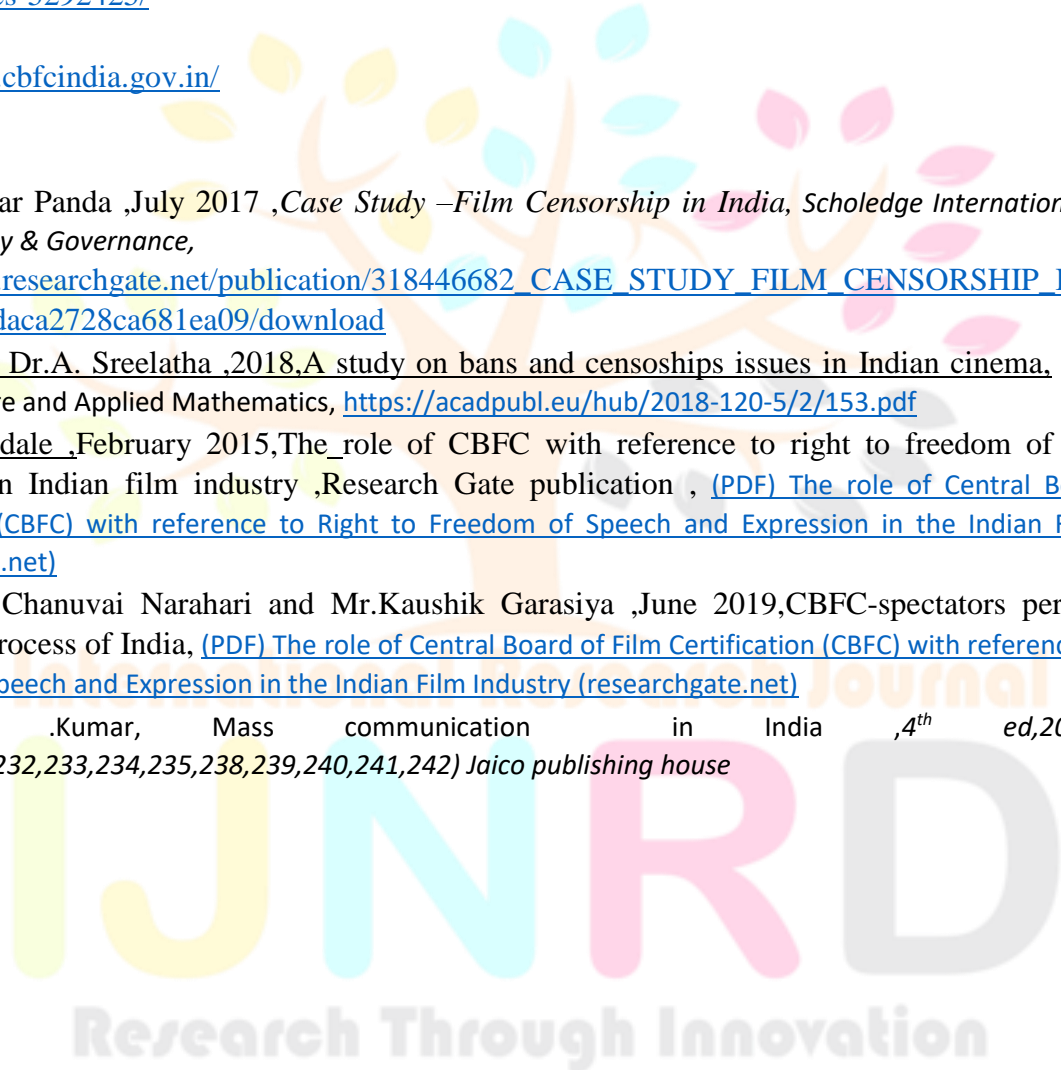 s-3292425/
.cbfcindia.gov.in/
ar Panda ,July 2017 ,Case Study –Film Censorship in India, Scholedge Internation
y & Governance,
.researchgate.net/publication/318446682_CASE_STUDY_FILM_CENSORSHIP_I
daca2728ca681ea09/download
Dr.A. Sreelatha ,2018,A study on bans and censoships issues in Indian cinema,
re and Applied Mathematics, https://acadpubl.eu/hub/2018-120-5/2/153.pdf
dale ,February 2015,The role of CBFC with reference to right to freedom of
n Indian film industry ,Research Gate publication , (PDF) The role of Central B
(CBFC) with reference to Right to Freedom of Speech and Expression in the Indian F
.net)
Chanuvai Narahari and Mr.Kaushik Garasiya ,June 2019,CBFC-spectators per
rocess of India, (PDF) The role of Central Board of Film Certification (CBFC) with referenc
peech and Expression in the Indian Film Industry (researchgate.net)
International Research Journal
.Kumar, Mass communication in India ,4th ed,20
232,233,234,235,238,239,240,241,242) Jaico publishing house
IJNRD
Research Through Innovation